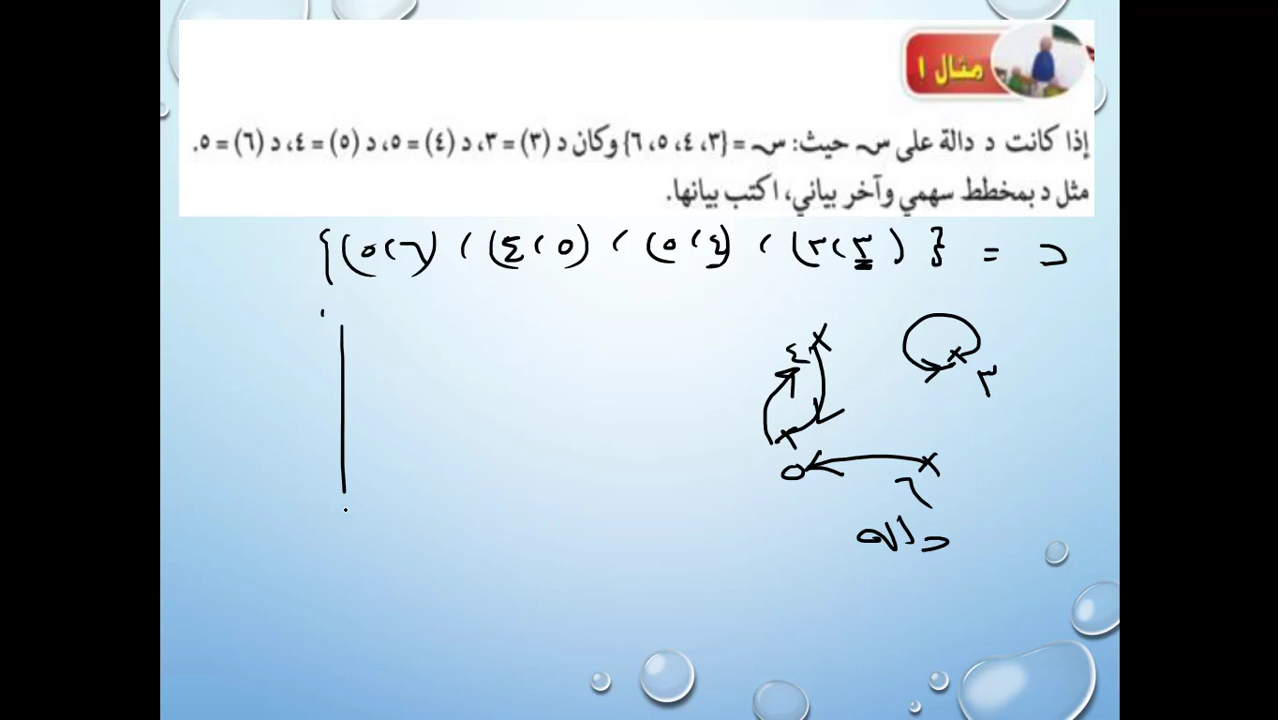 مثال ١
إذا كانت د دالة على سـ حيث: سـ = {٣، ٤، ٥، ٦} وكان د (٣) = ٣، د (٤) = ٥، د (٥) = ٤، د (٦) = ٥.
مثل د بمخطط سهمي وآخر بياني، اكتب بيانها.
د = { (٣،٣) ، (٤،٥) ، (٥،٤) ، (٦،٥)}
٤
٣
٥
٦
دالة